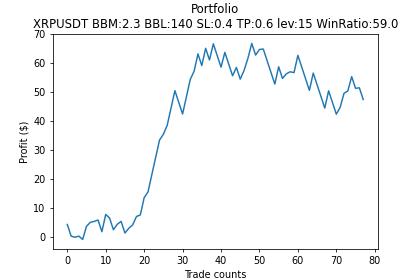 Portfolio
XRPUSDT BBM:2.3 BBL:140 SL:0.4 TP:0.6 lev:15 WinRatio:59.0
70
60
50
40
30
20
10
0
Profit ($)
0 10 20 30 40 50 60 70 80
Trade counts